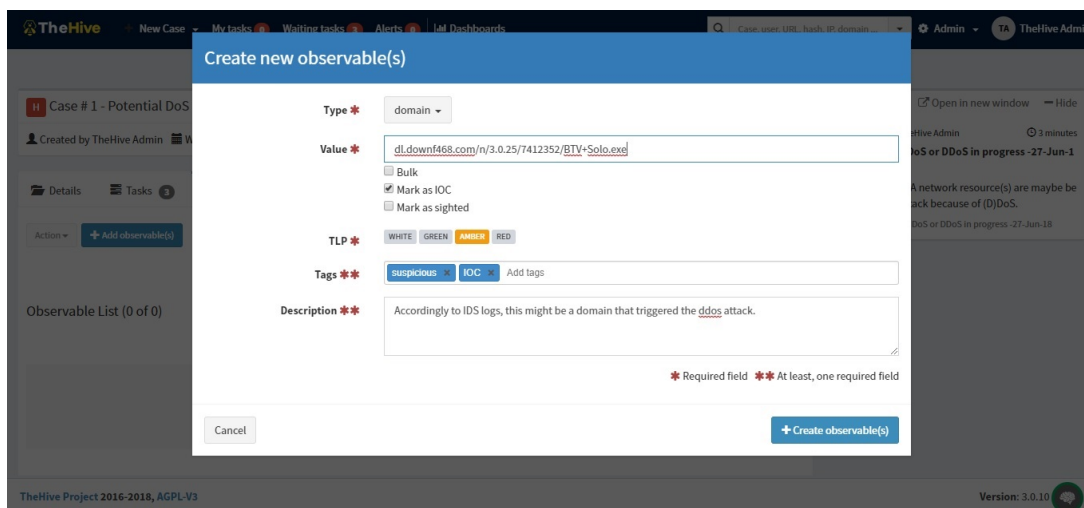 TheHive + New Case My tasks 0 Waiting tasks 3 Alerts 0 Dashboards Case, user, URL, hash, IP, domain ... Admin TA TheHive Admi
Create new observable(s)
H Case # 1 - Potential DoS
Open in new window Hide
Created by TheHive Admin W
eHive Admin 3 minutes
DoS or DDoS in progress -27-Jun-1
Details Tasks 3
A network resource(s) are maybe be
ack because of (D)DoS.
DoS or DDoS in progress -27-Jun-18
Action + Add observable(s)
Observable List (0 of 0)
Type * domain
Value * dl.downf468.com/n/3.0.25/7412352/BTV+Solo.exe
Bulk
Mark as IOC
Mark as sighted
TLP * WHITE GREEN AMBER RED
Tags ** suspicious × IOC × Add tags
Description ** Accordingly to IDS logs, this might be a domain that triggered the ddos attack.
* Required field ** At least, one required field
Cancel + Create observable(s)
TheHive Project 2016-2018, AGPL-V3 Version: 3.0.10